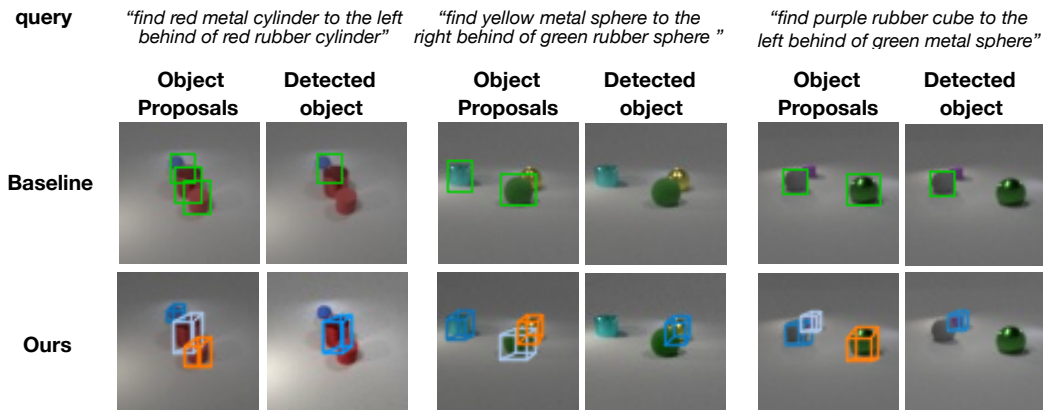 query
“find red metal cylinder to the left
behind of red rubber cylinder”
“find yellow metal sphere to the
right behind of green rubber sphere ”
“find purple rubber cube to the
left behind of green metal sphere”
Object
Proposals
Detected
object
Object
Proposals
Detected
object
Object
Proposals
Detected
object
Baseline
Ours